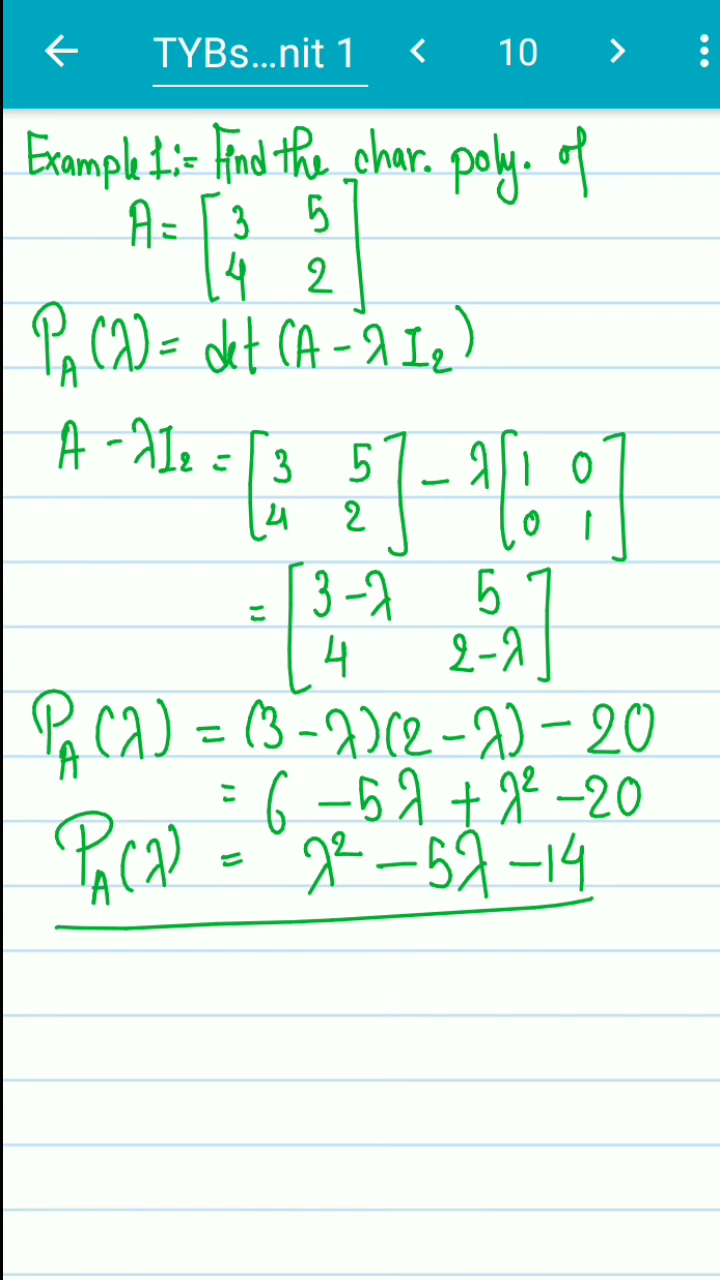 TYBs...nit 1 < 10 >
Example 1:- Find the char. poly. of
A = [3 5
4 2]
P_A(λ) = det (A - λ I₂)
A - λI₂ = [3 5
4 2] - λ [1 0
0 1]
= [3-λ 5
4 2-λ]
P_A(λ) = (3-λ)(2-λ) - 20
= 6 - 5λ + λ² - 20
P_A(λ) = λ² - 5λ - 14